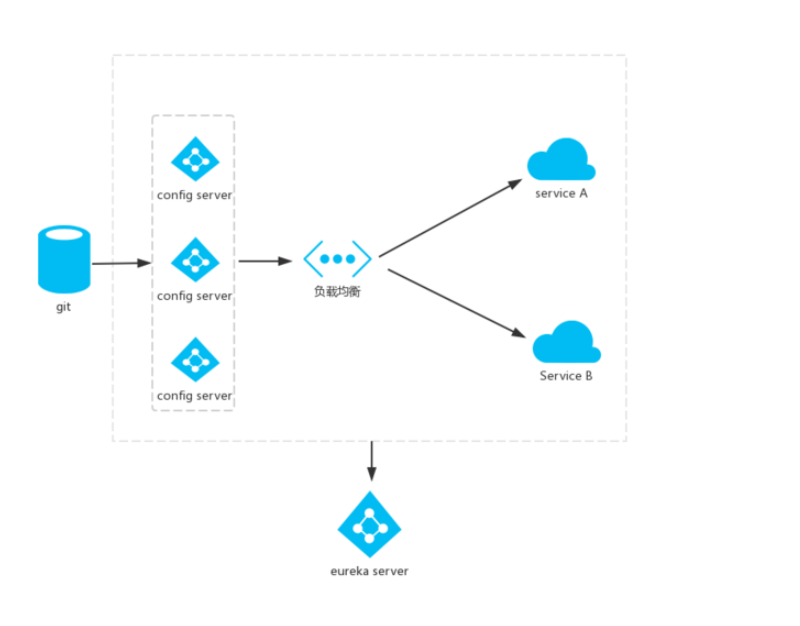 config server
service A
config server
负载均衡
git
Service B
config server
eureka server